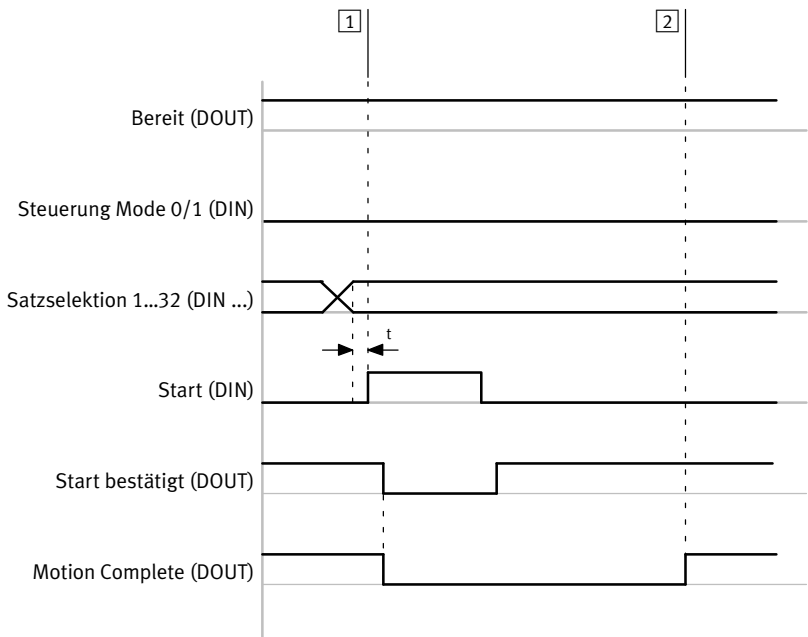 1
2
Bereit (DOUT)
Steuerung Mode 0/1 (DIN)
Satzselektion 1...32 (DIN ...)
t
Start (DIN)
Start bestätigt (DOUT)
Motion Complete (DOUT)